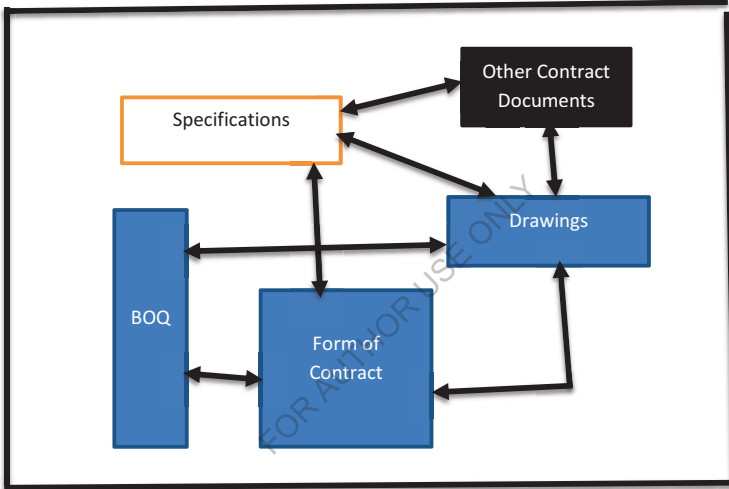 Other Contract
Documents
Specifications
Drawings
BOQ
Form of
Contract
FOR AUTHOR USE ONLY